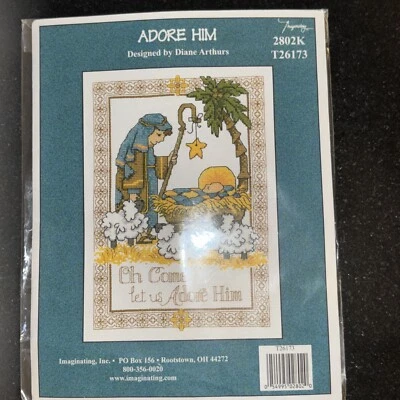 ADORE HIM
Designed by Diane Arthurs
Imaginating
2802K
T26173
Oh Come
let us Adore Him
Imaginating, Inc. • PO Box 156 • Rootstown, OH 44272
800-356-0020
www.imaginating.com
T26173